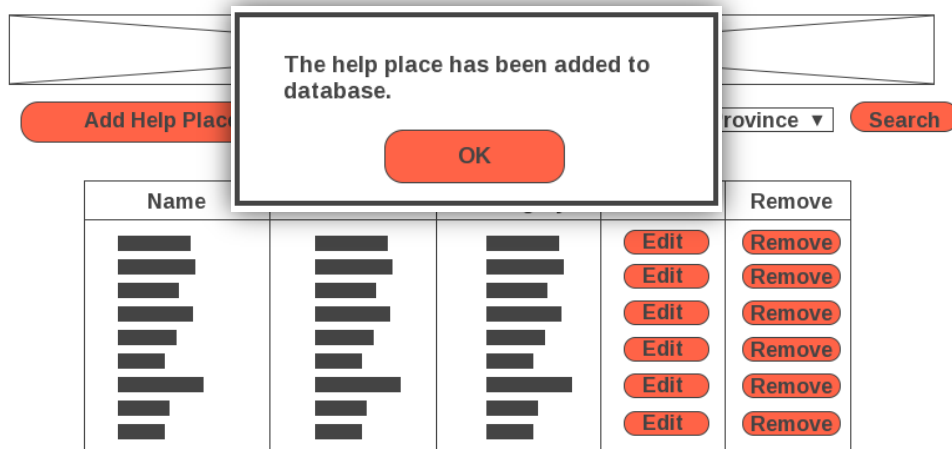 The help place has been added to
database.
OK
Add Help Place
rovince ▼
Search
Name
Remove
Edit
Remove
Edit
Remove
Edit
Remove
Edit
Remove
Edit
Remove
Edit
Remove